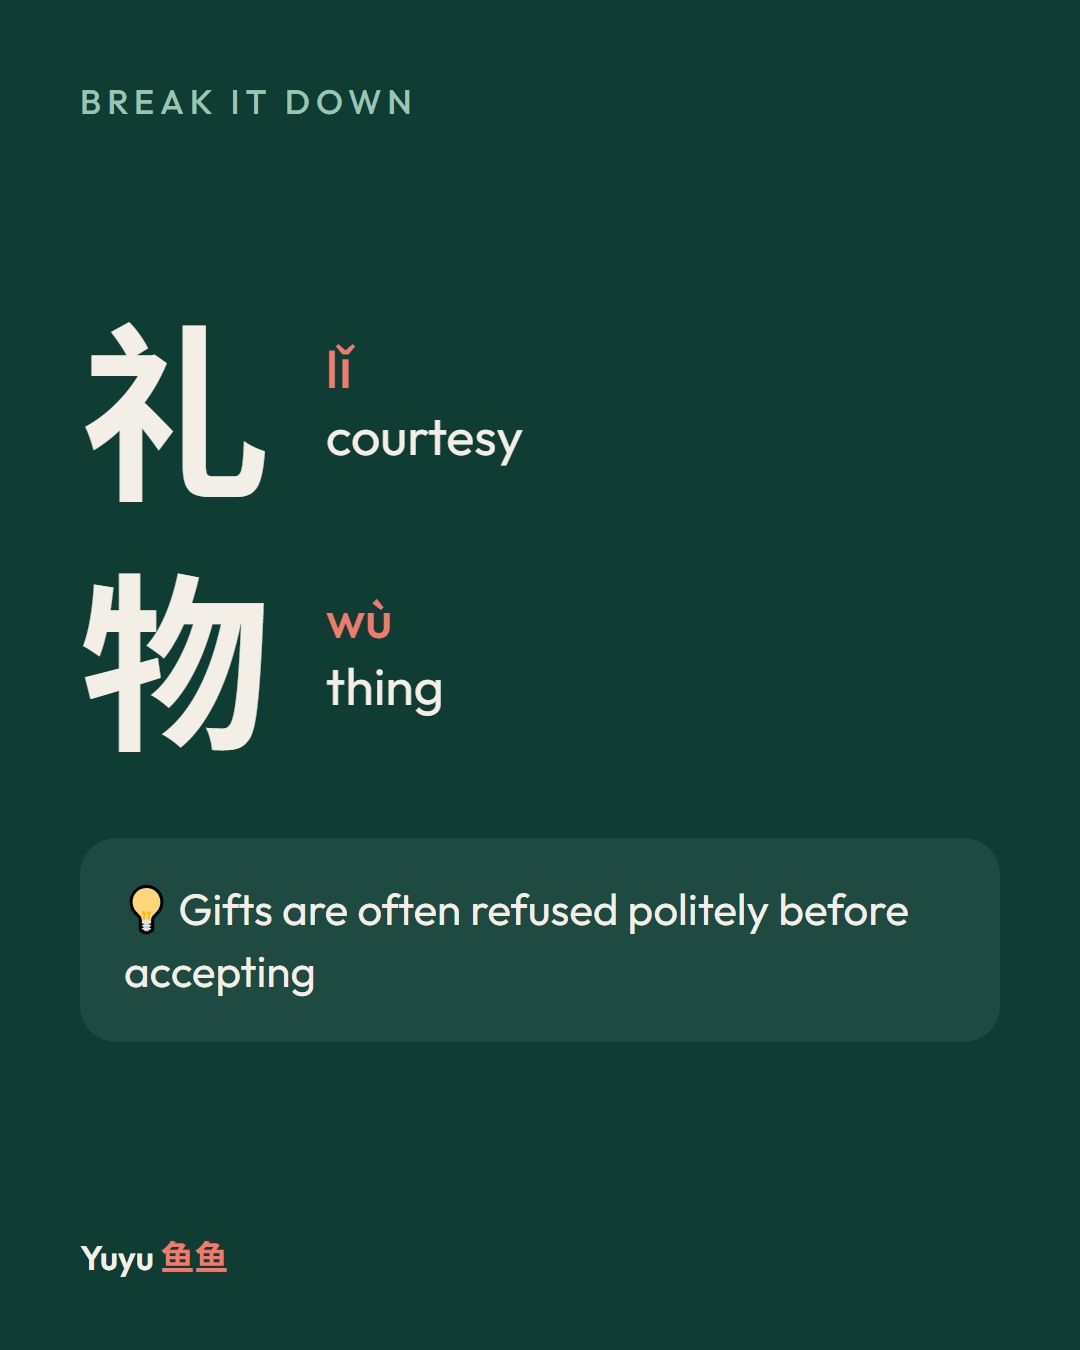 BREAK IT DOWN
礼
lǐ
courtesy
物
wù
thing
💡 Gifts are often refused politely before
accepting
Yuyu 鱼鱼